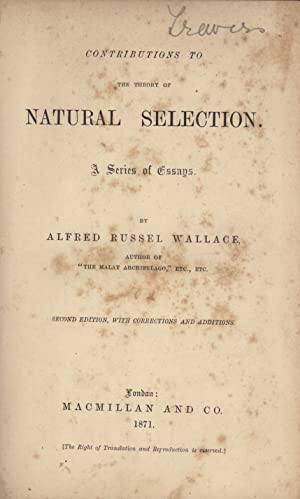 Travers
CONTRIBUTIONS TO
THE THEORY OF
NATURAL SELECTION.
A Series of Essays.
BY
ALFRED RUSSEL WALLACE,
AUTHOR OF
"THE MALAY ARCHIPELAGO," ETC., ETC.
SECOND EDITION, WITH CORRECTIONS AND ADDITIONS.
London:
MACMILLAN AND CO.
1871.
[The Right of Translation and Reproduction is reserved.]